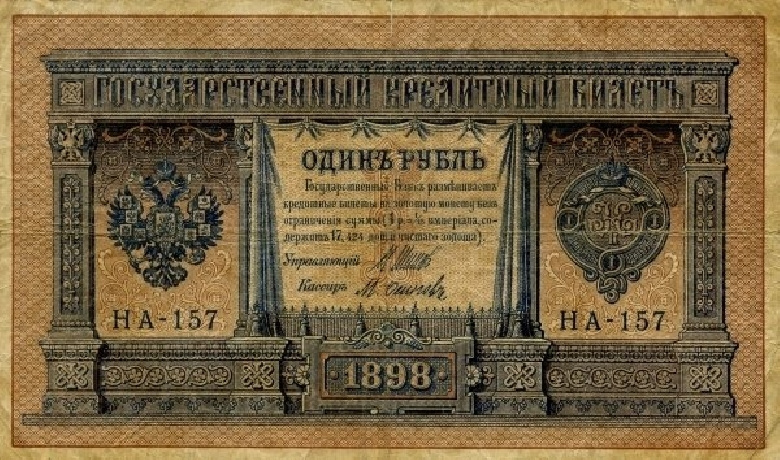 ГОСУДАРСТВЕННЫЙ КРЕДИТНЫЙ БИЛЕТЪ
ОДИНЪ РУБЛЬ
Государственный Банкъ размѣниваетъ
кредитные билеты на золотую монету безъ
ограниченія суммы (1 р. = 1/15 имперіала, со-
держитъ 17,424 долей чистаго золота).
Управляющій
Кассиръ
НА-157
НА-157
1898